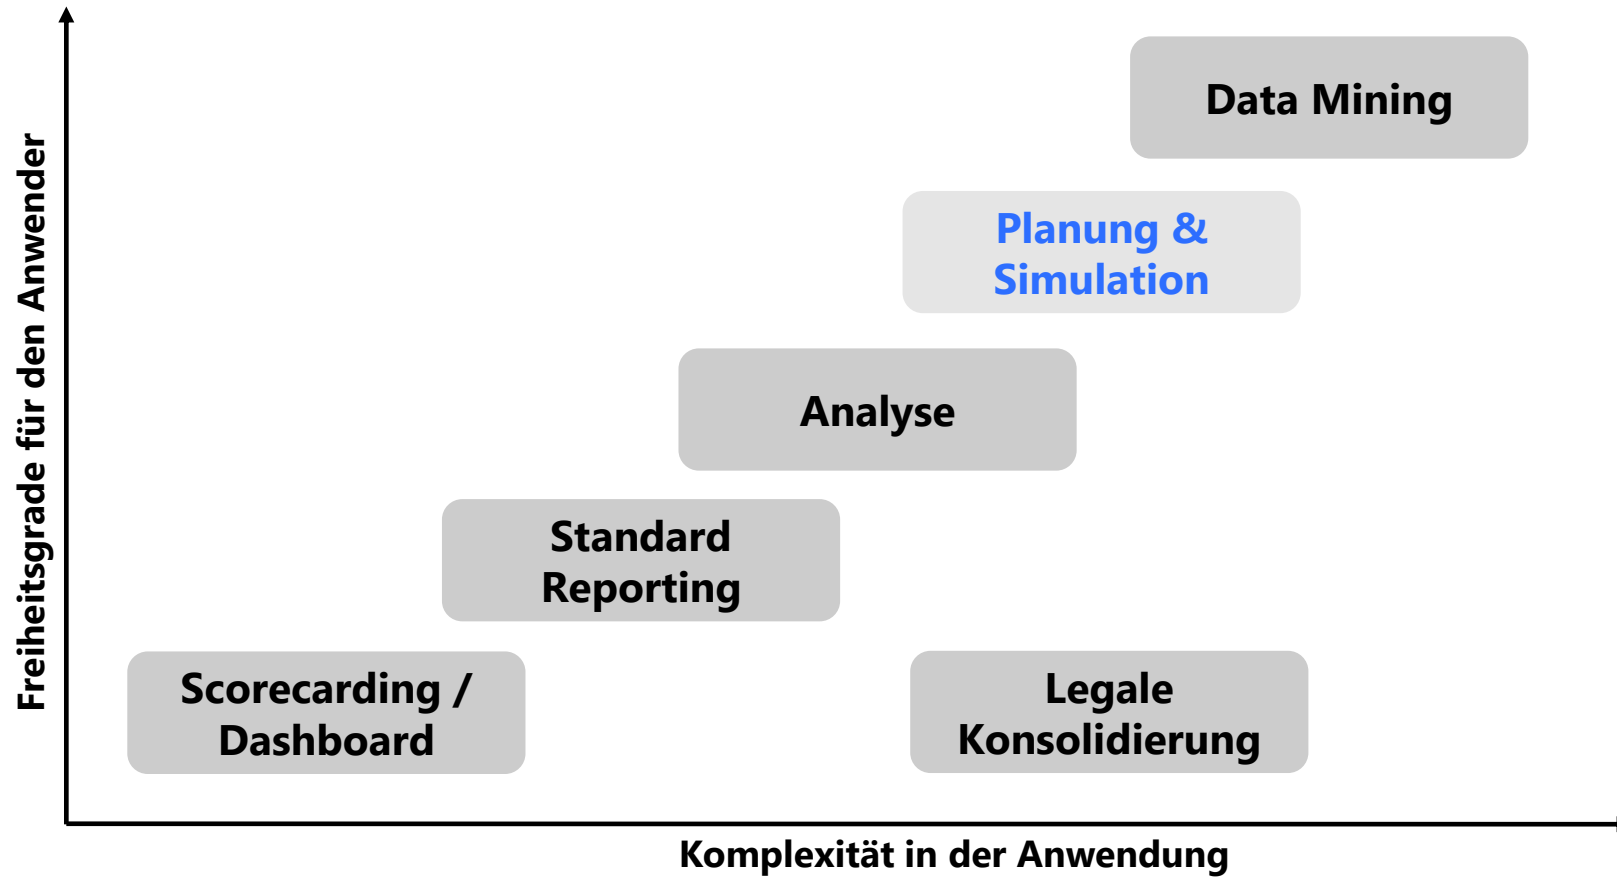 Data Mining
Planung &
Simulation
Analyse
Standard
Reporting
Scorecarding /
Dashboard
Legale
Konsolidierung
Freiheitsgrade für den Anwender
Komplexität in der Anwendung